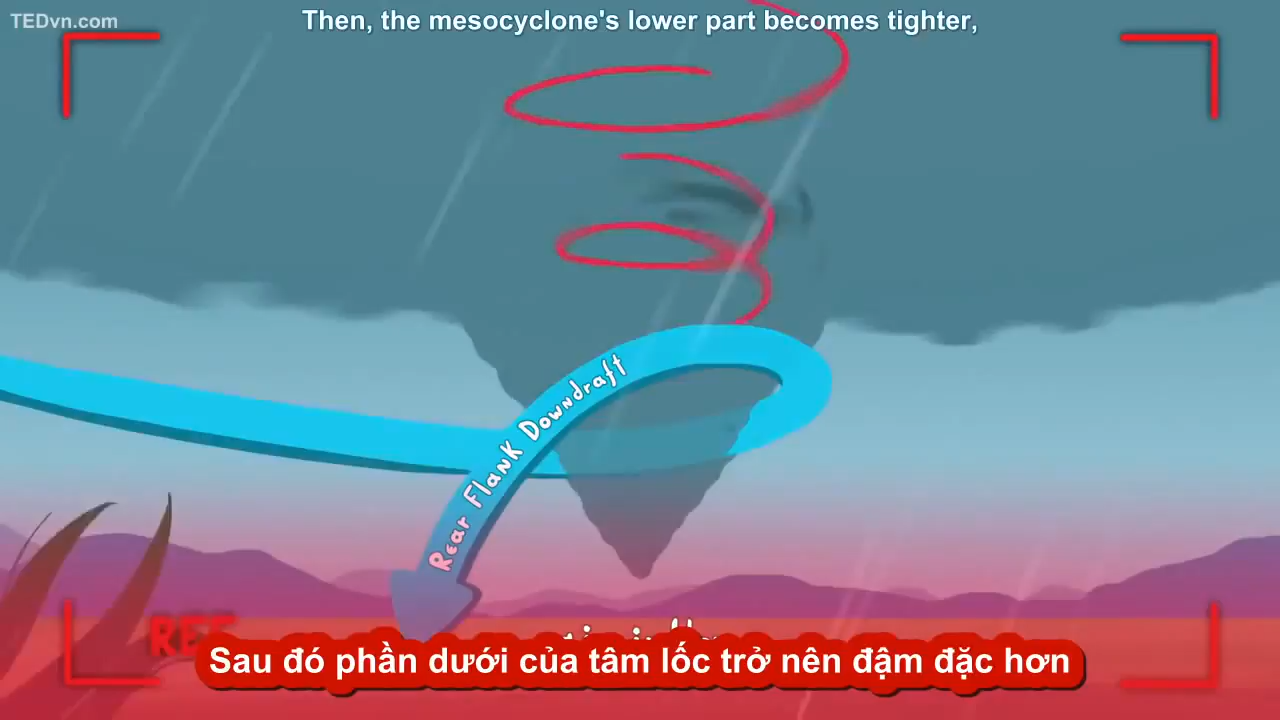 TEDvn.com
Then, the mesocyclone's lower part becomes tighter,
Rear Flank Downdraft
Sau đó phần dưới của tâm lốc trở nên đậm đặc hơn